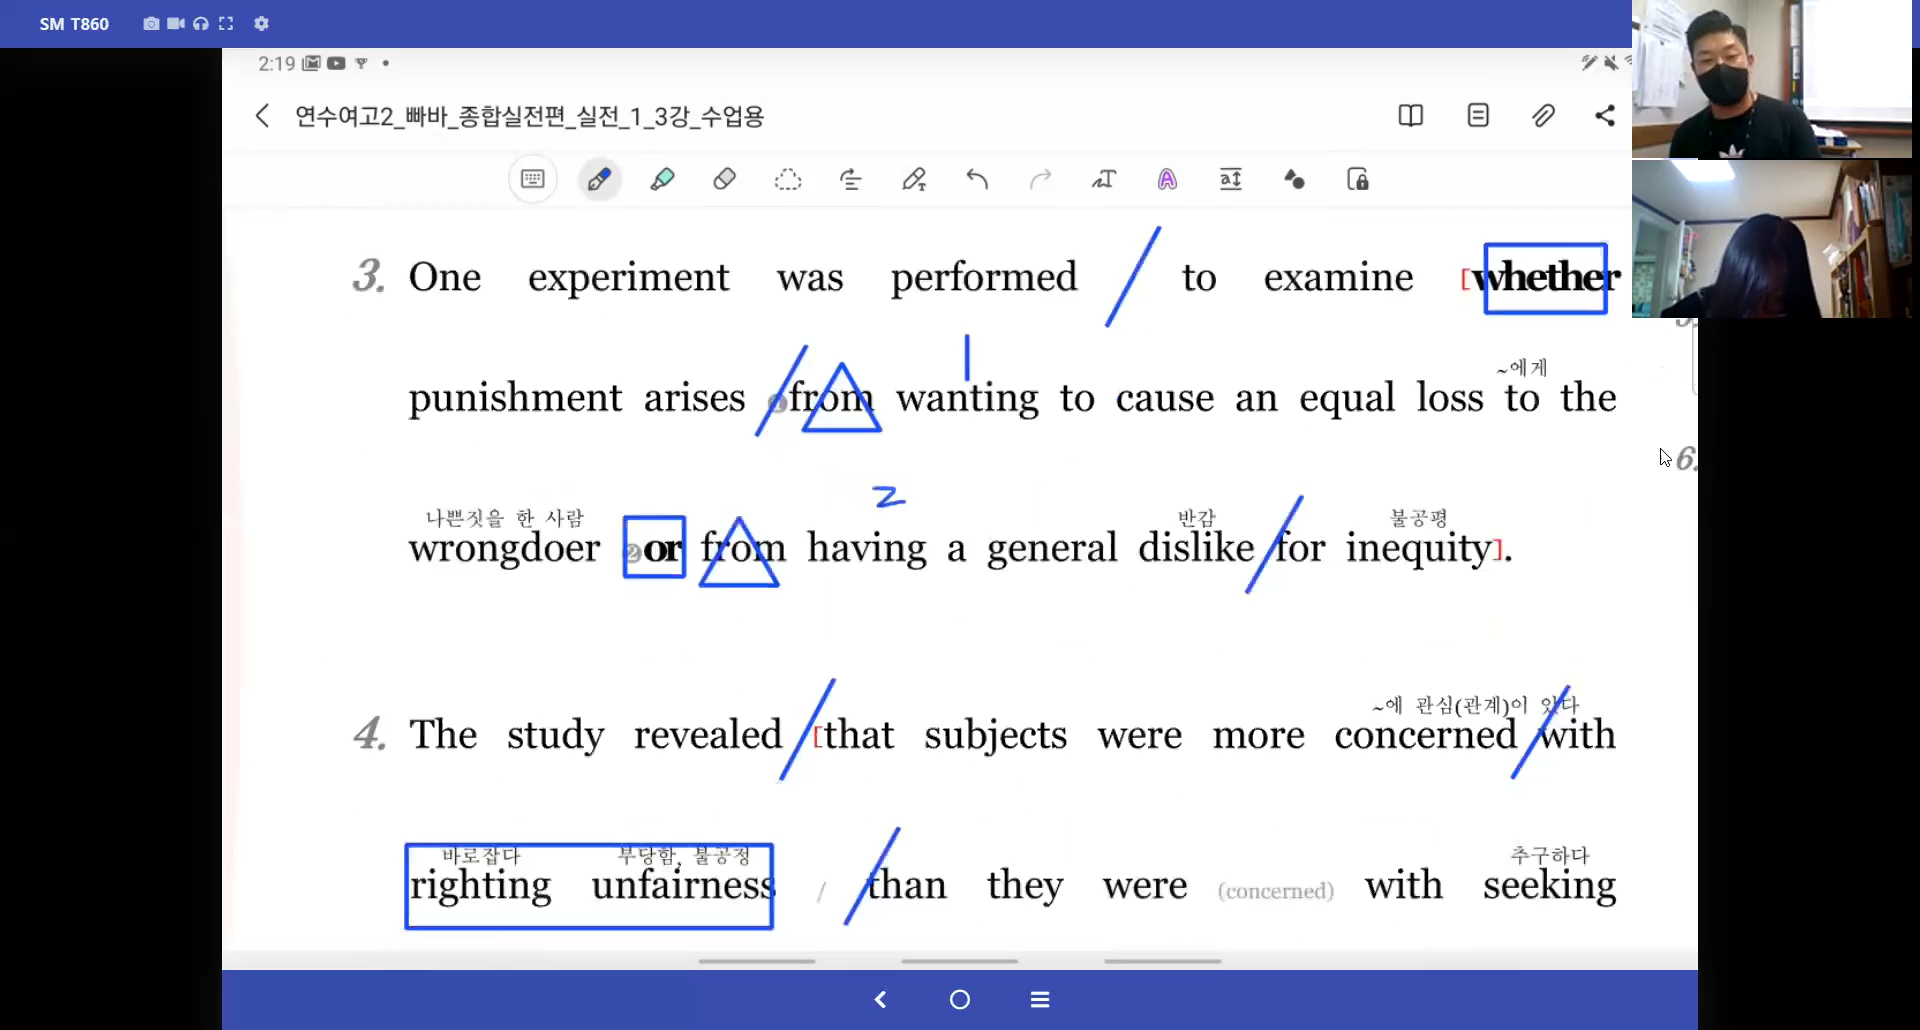 SM T860
2:19
연수여고2_빠바_종합실전편_실전_1_3강_수업용
3. One experiment was performed / to examine [whether
1
~에게
punishment arises / ❶from wanting to cause an equal loss to the
2
나쁜짓을 한 사람 반감 불공평
wrongdoer ❷or from having a general dislike / for inequity].
6.
~에 관심(관계)이 있다
4. The study revealed / [that subjects were more concerned / with
바로잡다 부당함, 불공정 추구하다
righting unfairness / / than they were (concerned) with seeking